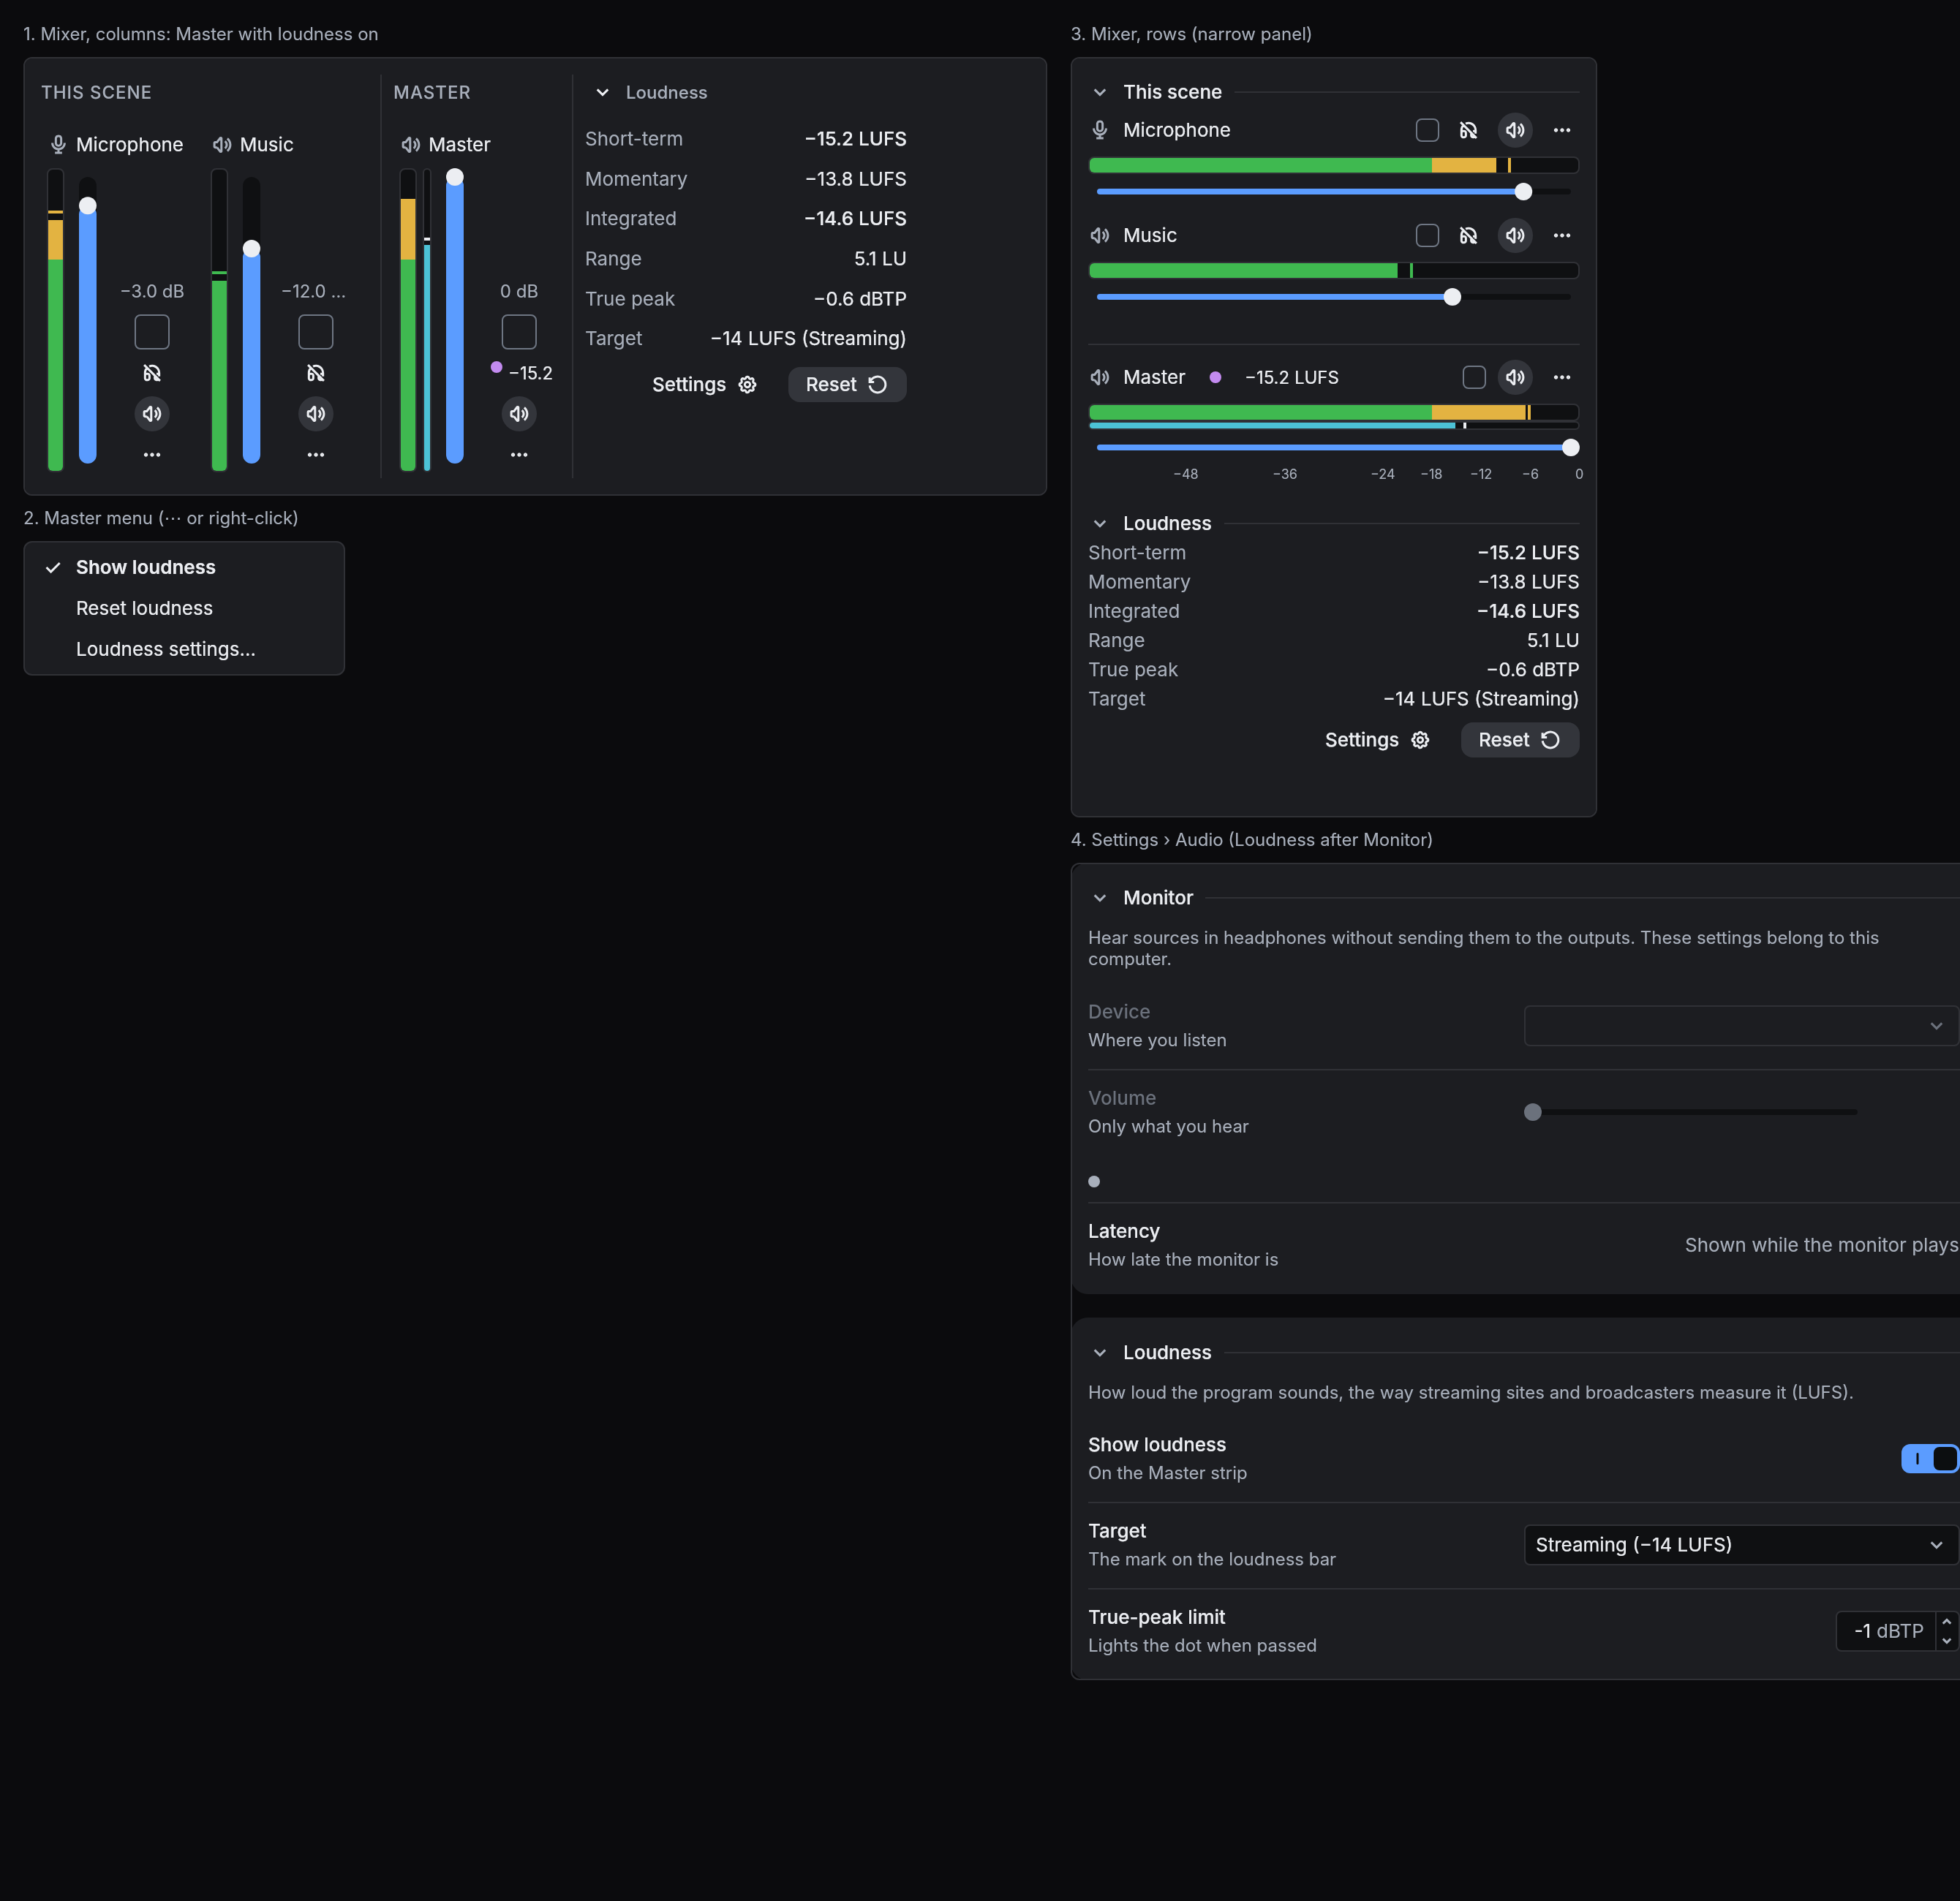 1. Mixer, columns: Master with loudness on
THIS SCENE
MASTER
Loudness
Microphone
Music
Master
−3.0 dB
−12.0 ...
0 dB
−15.2
Short-term −15.2 LUFS
Momentary −13.8 LUFS
Integrated −14.6 LUFS
Range 5.1 LU
True peak −0.6 dBTP
Target −14 LUFS (Streaming)
Settings
Reset
2. Master menu (··· or right-click)
Show loudness
Reset loudness
Loudness settings...
3. Mixer, rows (narrow panel)
This scene
Microphone
Music
Master −15.2 LUFS
−48 −36 −24 −18 −12 −6 0
Loudness
Short-term −15.2 LUFS
Momentary −13.8 LUFS
Integrated −14.6 LUFS
Range 5.1 LU
True peak −0.6 dBTP
Target −14 LUFS (Streaming)
Settings
Reset
4. Settings › Audio (Loudness after Monitor)
Monitor
Hear sources in headphones without sending them to the outputs. These settings belong to this
computer.
Device
Where you listen
Volume
Only what you hear
Latency
How late the monitor is
Shown while the monitor plays
Loudness
How loud the program sounds, the way streaming sites and broadcasters measure it (LUFS).
Show loudness
On the Master strip
Target
The mark on the loudness bar
Streaming (−14 LUFS)
True-peak limit
Lights the dot when passed
-1 dBTP